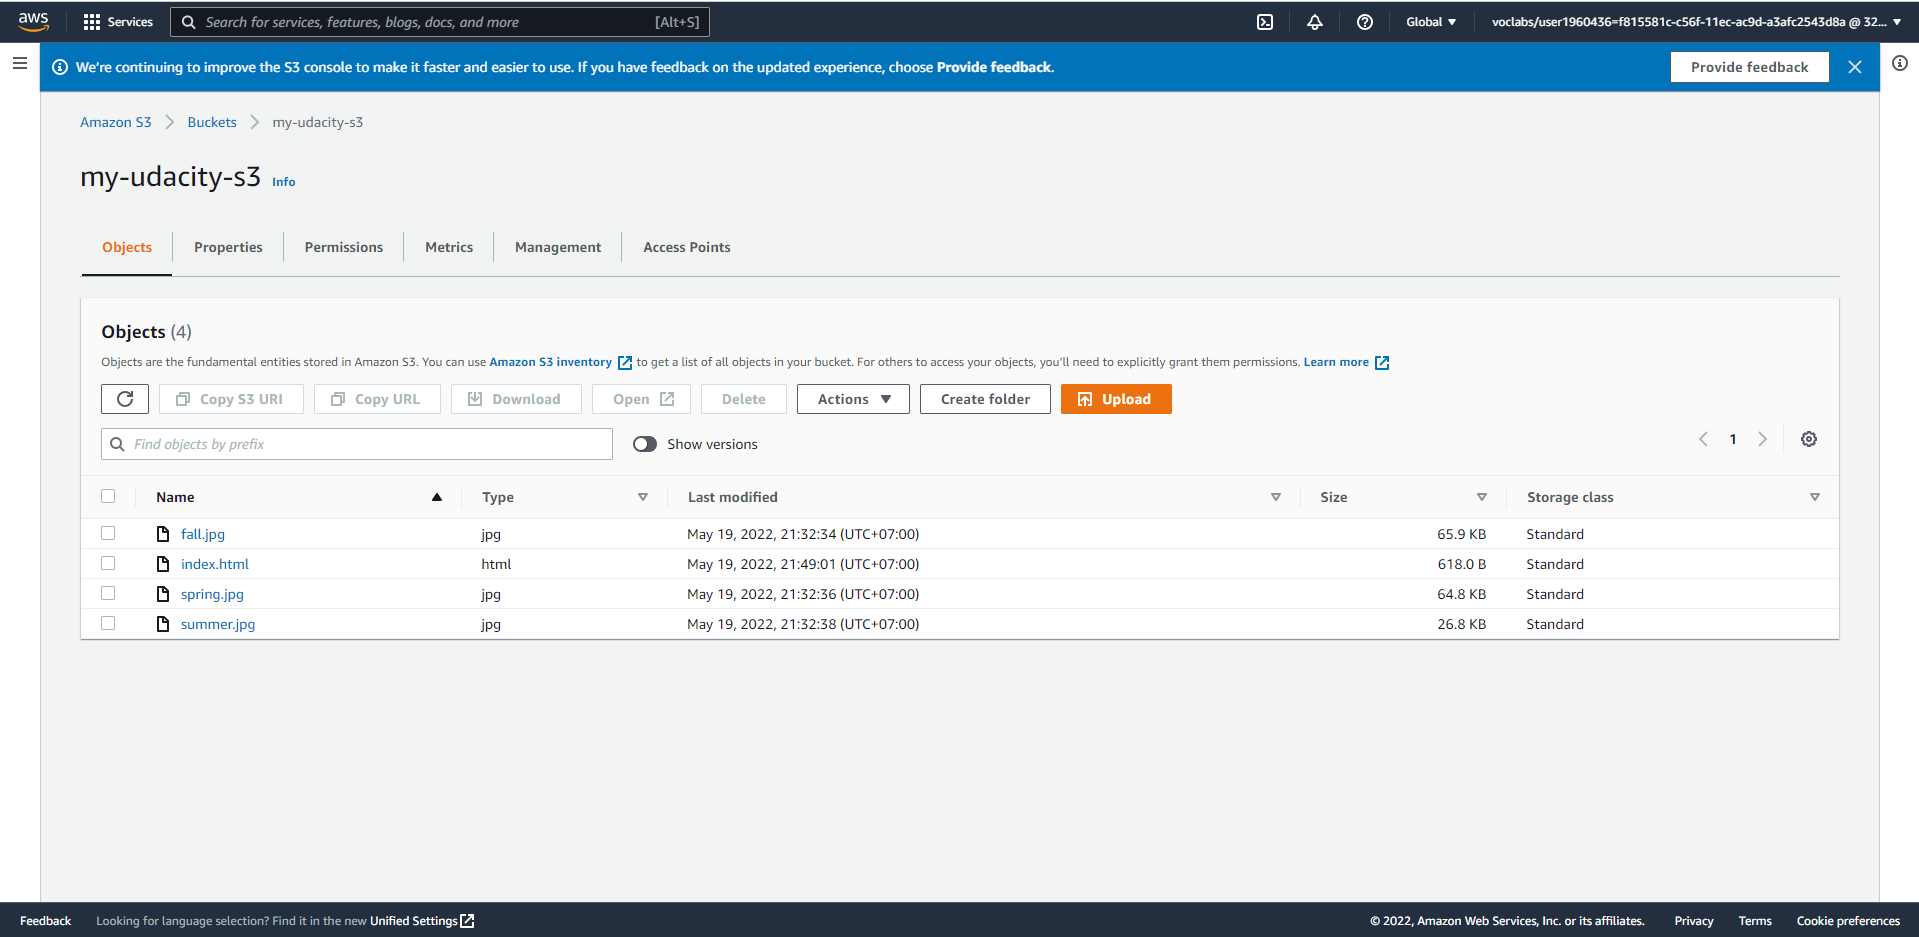 aws Services Search for services, features, blogs, docs, and more [Alt+S] Global voclabs/user1960436=f815581c-c56f-11ec-ac9d-a3afc2543d8a @ 32...
We're continuing to improve the S3 console to make it faster and easier to use. If you have feedback on the updated experience, choose Provide feedback. Provide feedback
Amazon S3 Buckets my-udacity-s3
my-udacity-s3 Info
Objects Properties Permissions Metrics Management Access Points
Objects (4)
Objects are the fundamental entities stored in Amazon S3. You can use Amazon S3 inventory to get a list of all objects in your bucket. For others to access your objects, you'll need to explicitly grant them permissions. Learn more
Copy S3 URI Copy URL Download Open Delete Actions Create folder Upload
Find objects by prefix Show versions 1
Name Type Last modified Size Storage class
fall.jpg jpg May 19, 2022, 21:32:34 (UTC+07:00) 65.9 KB Standard
index.html html May 19, 2022, 21:49:01 (UTC+07:00) 618.0 B Standard
spring.jpg jpg May 19, 2022, 21:32:36 (UTC+07:00) 64.8 KB Standard
summer.jpg jpg May 19, 2022, 21:32:38 (UTC+07:00) 26.8 KB Standard
Feedback Looking for language selection? Find it in the new Unified Settings © 2022, Amazon Web Services, Inc. or its affiliates. Privacy Terms Cookie preferences